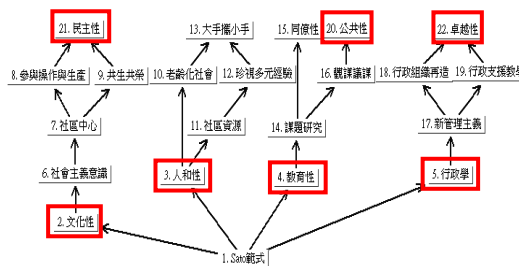 21. 民主性
13. 大手攜小手
15. 同僚性
20. 公共性
22. 卓越性
8. 參與操作與生產
9. 共生共榮
10. 老齡化社會
12. 珍視多元經驗
16. 觀課議課
18. 行政組織再造
19. 行政支援教學
7. 社區中心
11. 社區資源
14. 課題研究
17. 新管理主義
6. 社會主義意識
3. 人和性
4. 教育性
5. 行政學
2. 文化性
1. Sato範式